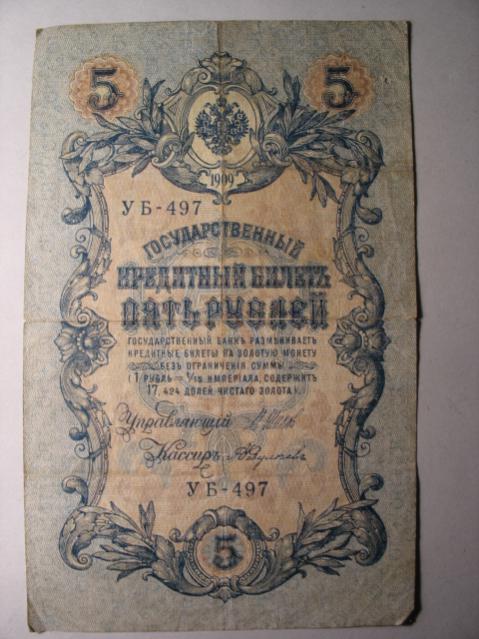 5 5
1909
УБ-497
ГОСУДАРСТВЕННЫЙ
КРЕДИТНЫЙ БИЛЕТЪ
ПЯТЬ РУБЛЕЙ
ГОСУДАРСТВЕННЫЙ БАНКЪ РАЗМѢНИВАЕТЪ
КРЕДИТНЫЕ БИЛЕТЫ НА ЗОЛОТУЮ МОНЕТУ
БЕЗЪ ОГРАНИЧЕНІЯ СУММЫ
(1 РУБЛЬ = 1/15 ИМПЕРІАЛА, СОДЕРЖИТЪ
17,424 ДОЛЕЙ ЧИСТАГО ЗОЛОТА).
Управляющій
Кассиръ
УБ-497
5